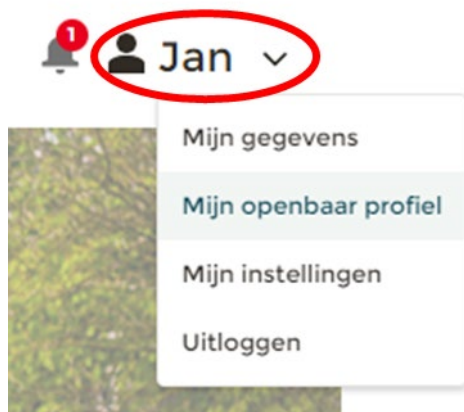 1
Jan
Mijn gegevens
Mijn openbaar profiel
Mijn instellingen
Uitloggen